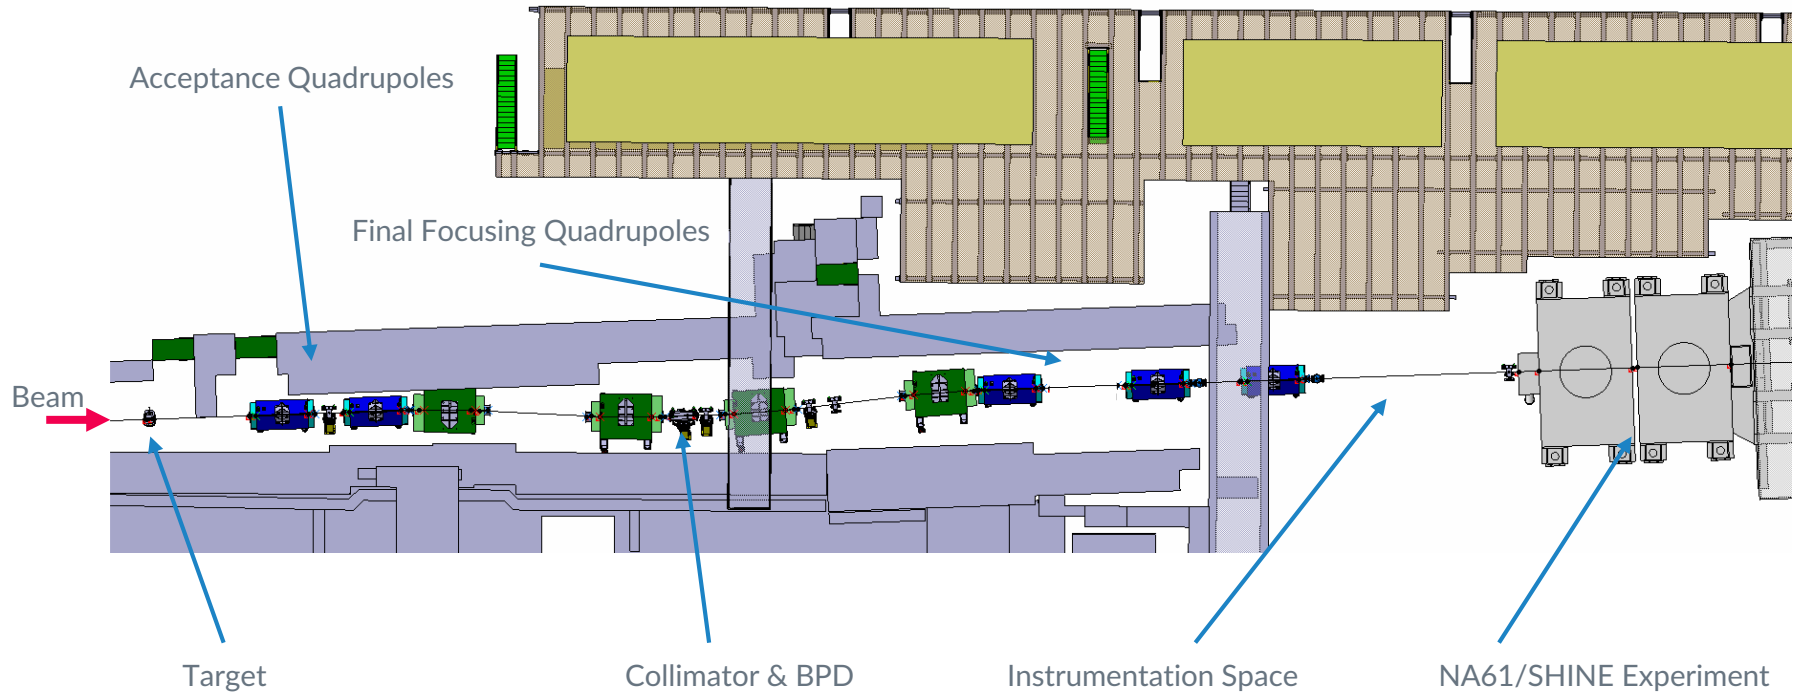 Acceptance Quadrupoles
Final Focusing Quadrupoles
Beam
Target
Collimator & BPD
Instrumentation Space
NA61/SHINE Experiment